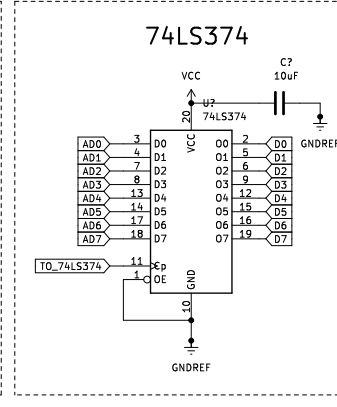 74LS374
C?
VCC
10uF
U?
74LS374
20
VCC
GNDREF
AD0 3 D0 O0 2 D0
AD1 4 D1 O1 5 D1
AD2 7 D2 O2 6 D2
AD3 8 D3 O3 9 D3
AD4 13 D4 O4 12 D4
AD5 14 D5 O5 15 D5
AD6 17 D6 O6 16 D6
AD7 18 D7 O7 19 D7
TO_74LS374 11 Cp
1 OE
GND
10
GNDREF